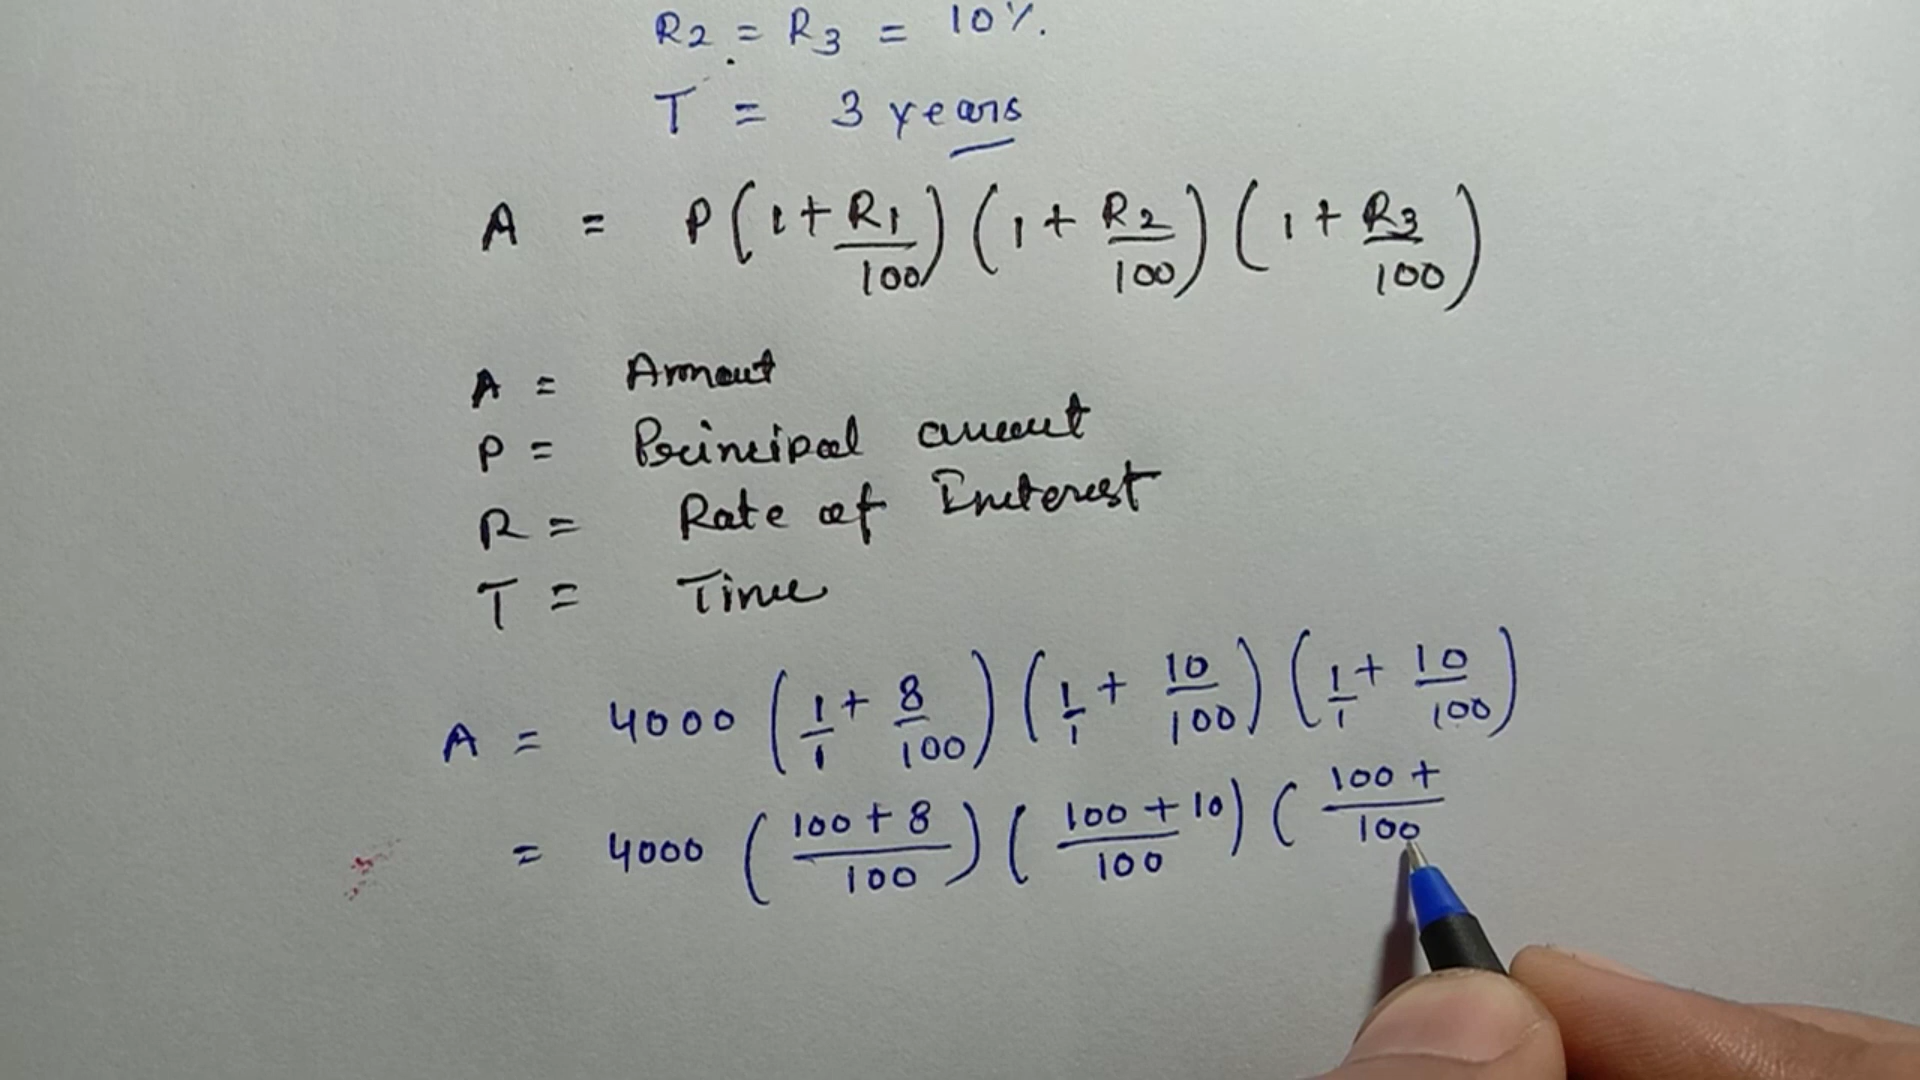 R2 = R3 = 10%.
T = 3 years
A = P(1+R1/100)(1+R2/100)(1+R3/100)
A = Amout
P = Principal amount
R = Rate of Interest
T = Time
A = 4000 (1/1 + 8/100)(1/1 + 10/100)(1/1 + 10/100)
= 4000 (100+8/100)(100+10/100)(100+/100